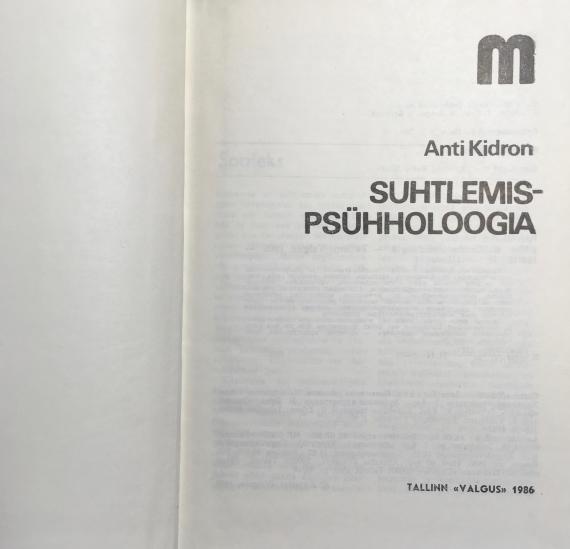 m
Anti Kidron
SUHTLEMIS-
PSÜHHOLOOGIA
TALLINN «VALGUS» 1986